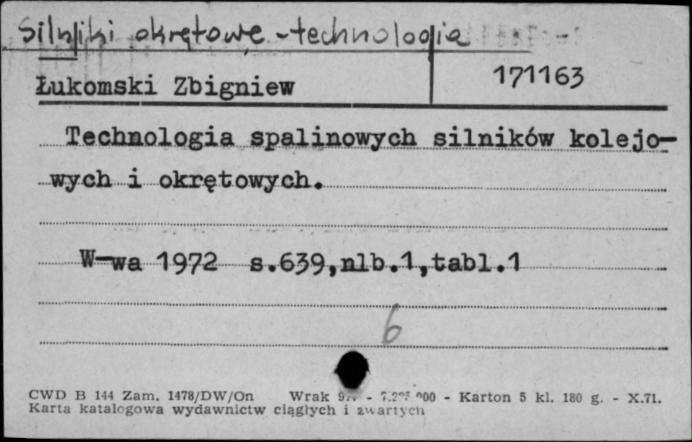 Silniki okrętowe - technologia
171163
Łukomski Zbigniew
Technologia spalinowych silników kolejo-
wych i okrętowych.
W-wa 1972 s.639,nlb.1,tabl.1
6
CWD B 144 Zam. 1478/DW/On Wrak - 000 - Karton 5 kl. 180 g. - X.71.
Karta katalogowa wydawnictw ciągłych i zwartych